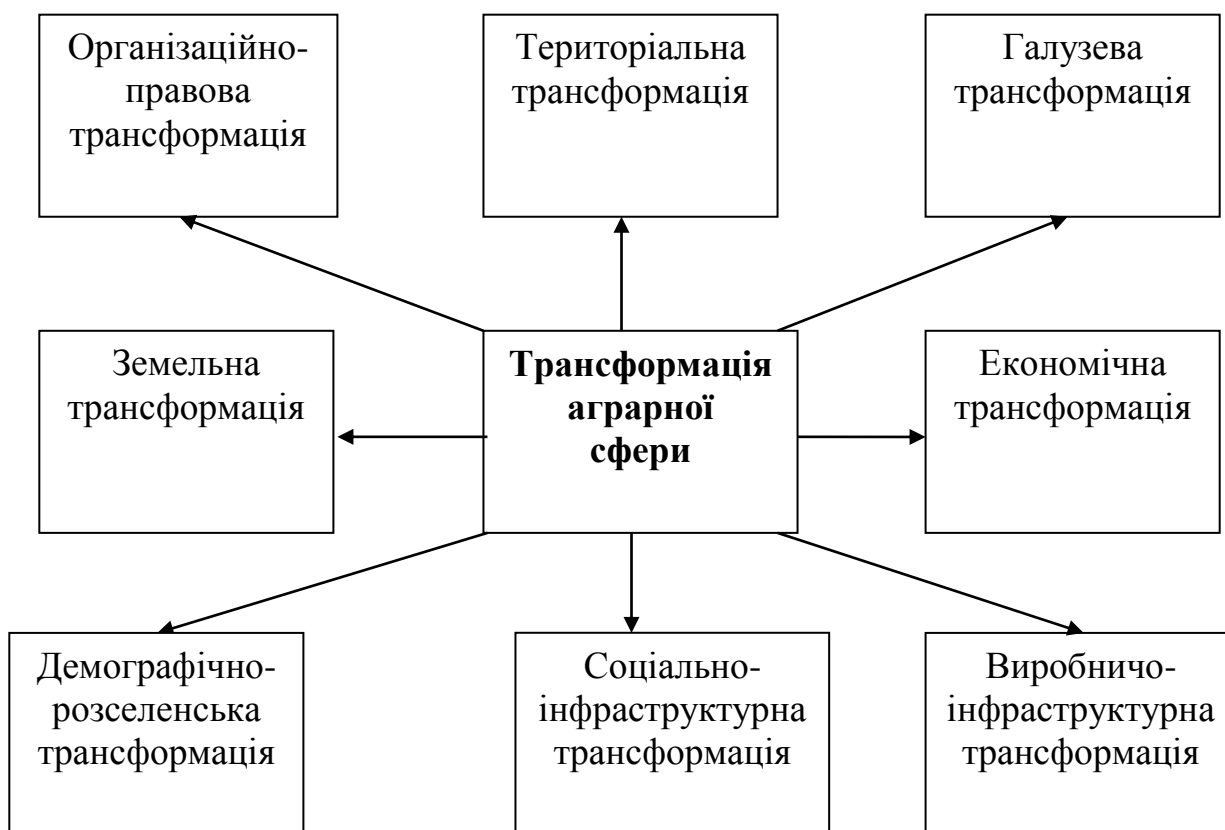 Організаційно-
правова
трансформація
Територіальна
трансформація
Галузева
трансформація
Земельна
трансформація
Трансформація
аграрної
сфери
Економічна
трансформація
Демографічно-
розселенська
трансформація
Соціально-
інфраструктурна
трансформація
Виробничо-
інфраструктурна
трансформація